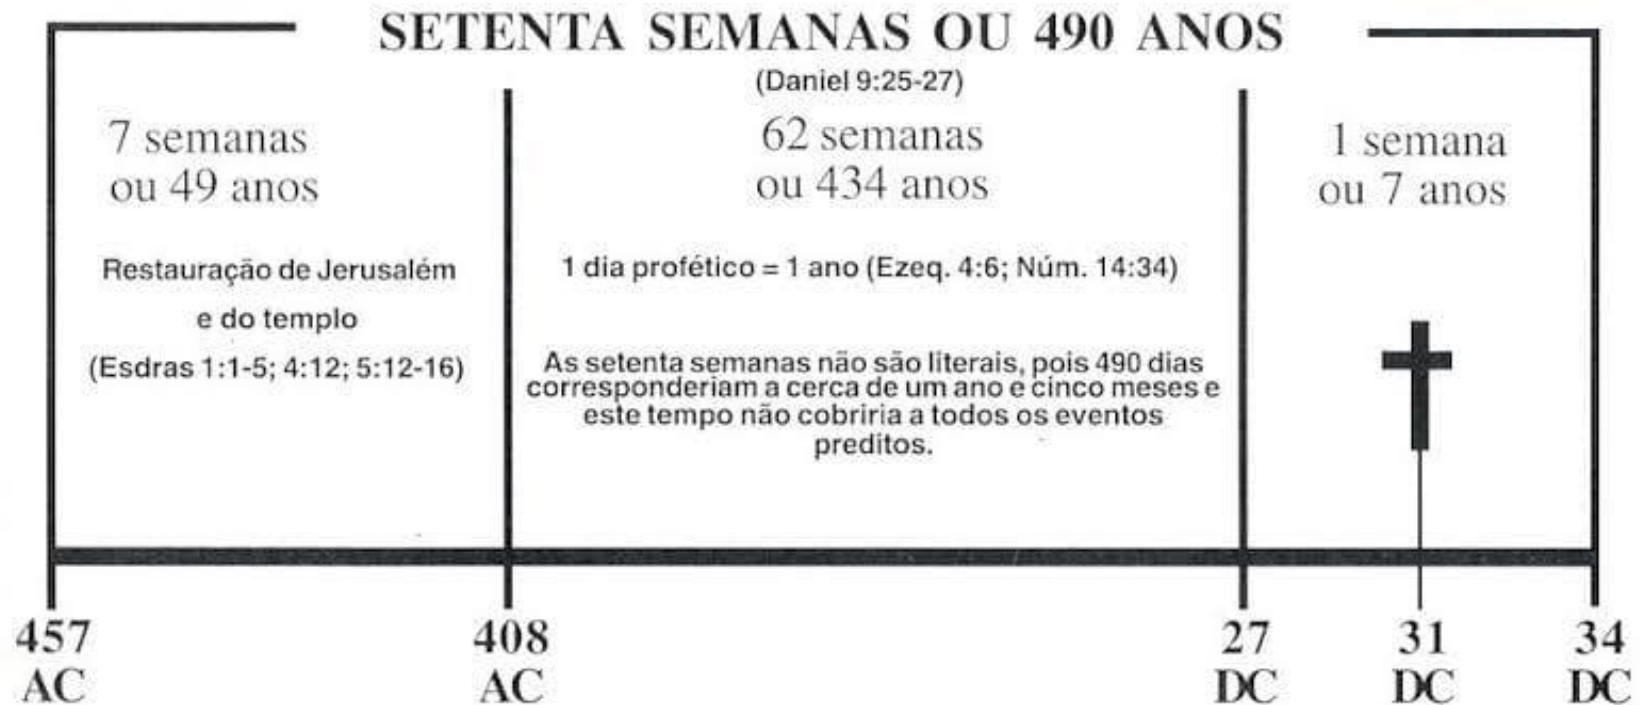 SETENTA SEMANAS OU 490 ANOS
(Daniel 9:25-27)
7 semanas
ou 49 anos
Restauração de Jerusalém
e do templo
(Esdras 1:1-5; 4:12; 5:12-16)
62 semanas
ou 434 anos
1 dia profético = 1 ano (Ezeq. 4:6; Núm. 14:34)
As setenta semanas não são literais, pois 490 dias
corresponderiam a cerca de um ano e cinco meses e
este tempo não cobriria a todos os eventos
preditos.
1 semana
ou 7 anos
457
AC
408
AC
27
DC
31
DC
34
DC